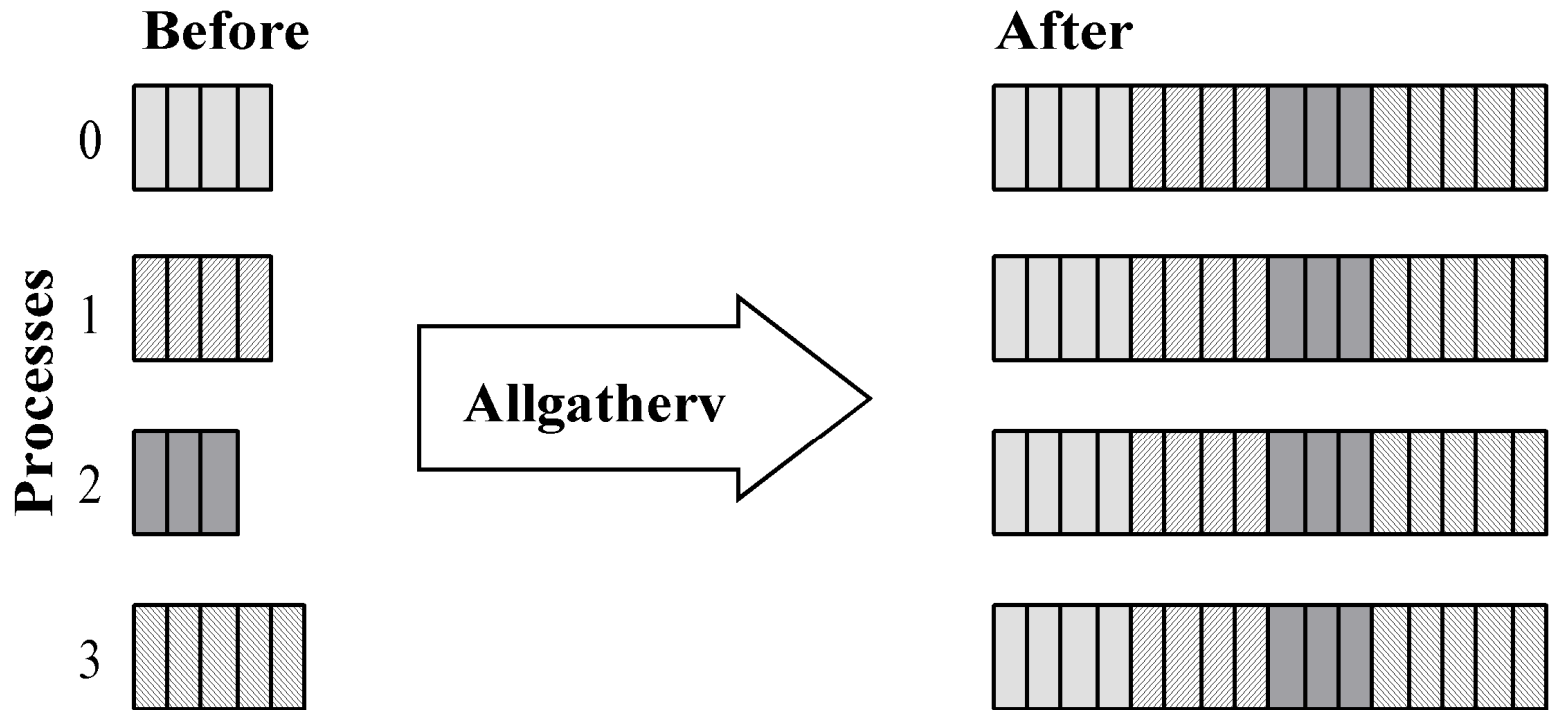 Before
After
Processes
0
1
2
3
Allgatherv